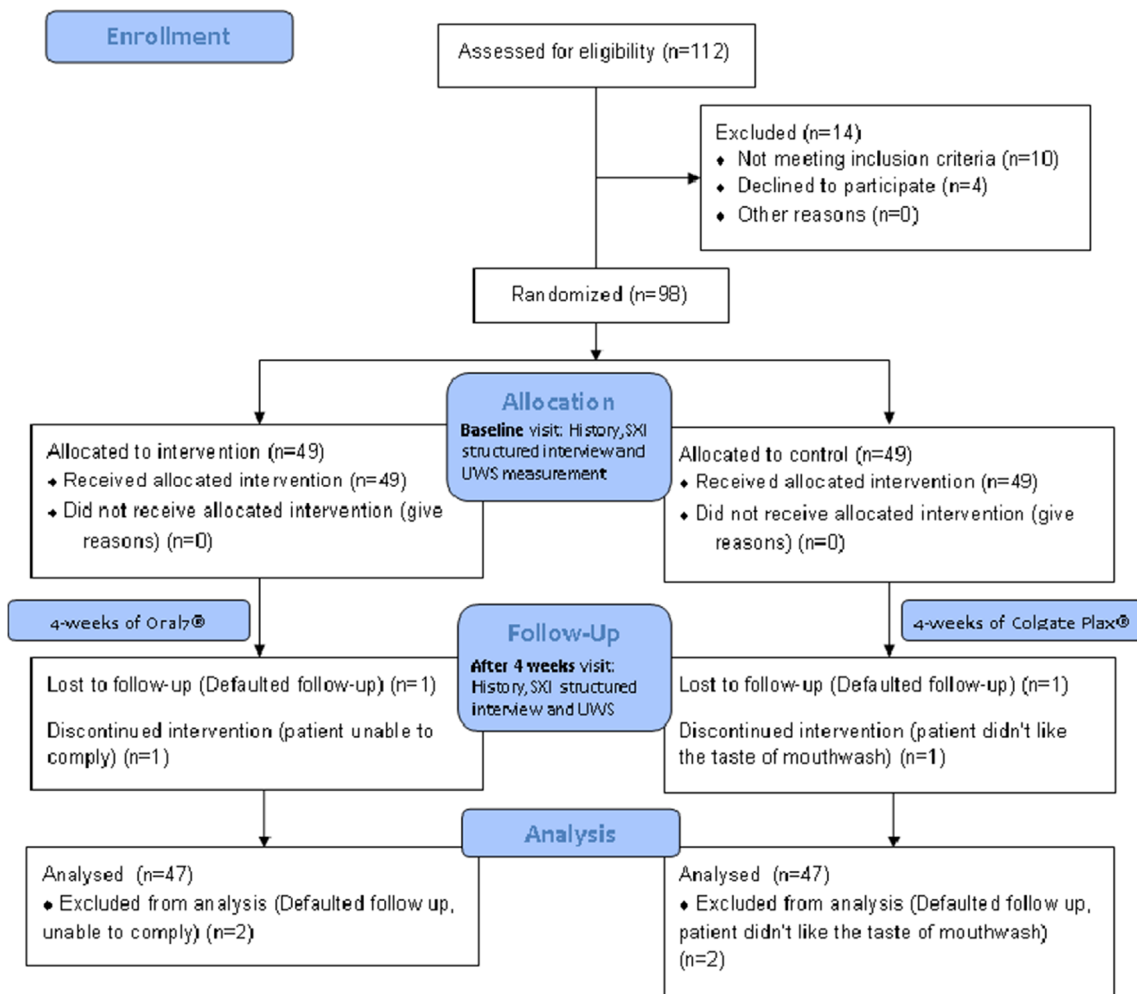 Enrollment
Assessed for eligibility (n=112)
Excluded (n=14)
♦ Not meeting inclusion criteria (n=10)
♦ Declined to participate (n=4)
♦ Other reasons (n=0)
Randomized (n=98)
Allocation
Baseline visit: History,SXI
structured interview and
UWS measurement
Allocated to intervention (n=49)
♦ Received allocated intervention (n=49)
♦ Did not receive allocated intervention (give
reasons) (n=0)
Allocated to control (n=49)
♦ Received allocated intervention (n=49)
♦ Did not receive allocated intervention (give
reasons) (n=0)
4-weeks of Oral7®
Follow-Up
After 4 weeks visit:
History,SXI structured
interview and UWS
4-weeks of Colgate Plax®
Lost to follow-up (Defaulted follow-up) (n=1)
Discontinued intervention (patient unable to
comply) (n=1)
Lost to follow-up (Defaulted follow-up) (n=1)
Discontinued intervention (patient didn't like
the taste of mouthwash) (n=1)
Analysis
Analysed (n=47)
♦ Excluded from analysis (Defaulted follow up,
unable to comply) (n=2)
Analysed (n=47)
♦ Excluded from analysis (Defaulted follow up,
patient didn't like the taste of mouthwash)
(n=2)